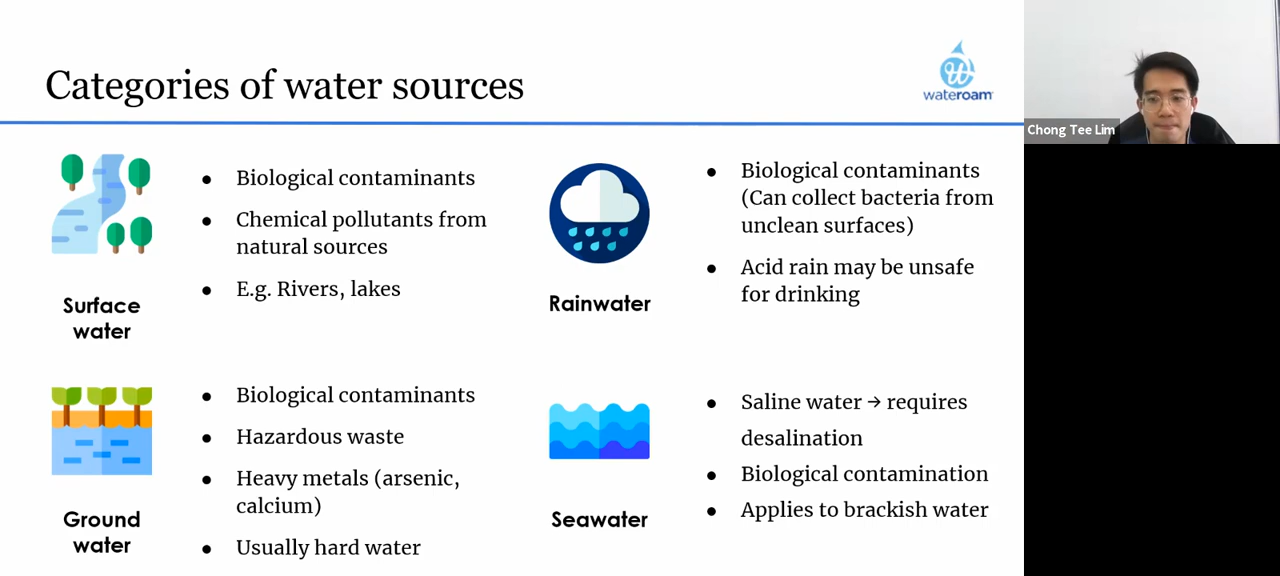 Categories of water sources
wateroam
Chong Tee Lim
Surface
water
● Biological contaminants
● Chemical pollutants from
natural sources
● E.g. Rivers, lakes
Rainwater
● Biological contaminants
(Can collect bacteria from
unclean surfaces)
● Acid rain may be unsafe
for drinking
Ground
water
● Biological contaminants
● Hazardous waste
● Heavy metals (arsenic,
calcium)
● Usually hard water
Seawater
● Saline water → requires
desalination
● Biological contamination
● Applies to brackish water